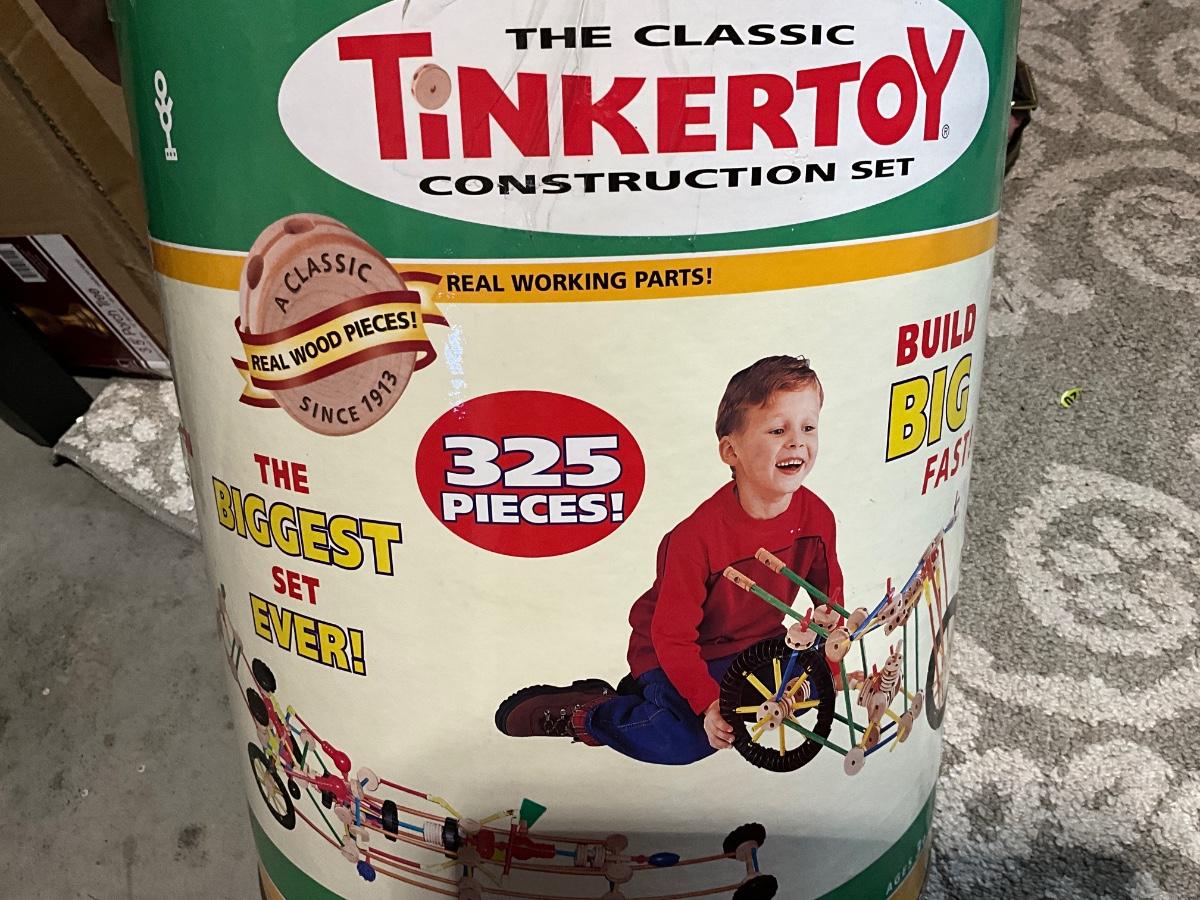 THE CLASSIC
TiNKERTOY®
CONSTRUCTION SET
REAL WORKING PARTS!
A CLASSIC
REAL WOOD PIECES!
SINCE 1913
325
PIECES!
THE
BIGGEST
SET
EVER!
BUILD
BIG
FAST!
AGES